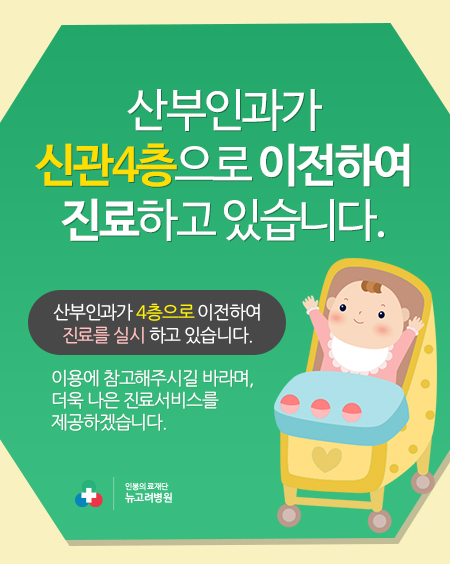 산부인과가
신관4층으로 이전하여
진료하고 있습니다.
산부인과가 4층으로 이전하여
진료를 실시 하고 있습니다.
이용에 참고해주시길 바라며,
더욱 나은 진료서비스를
제공하겠습니다.
인봉의료재단
뉴고려병원